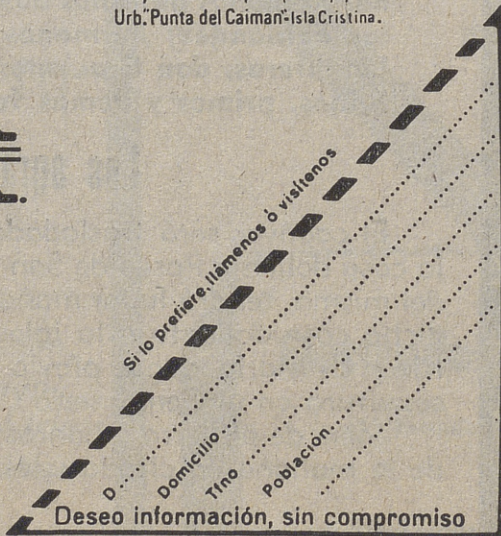 Urb."Punta del Caiman"-Isla Cristina.
Si lo prefiere, llámenos ó visítenos
D
Domicilio
Tfno
Población
Deseo información, sin compromiso